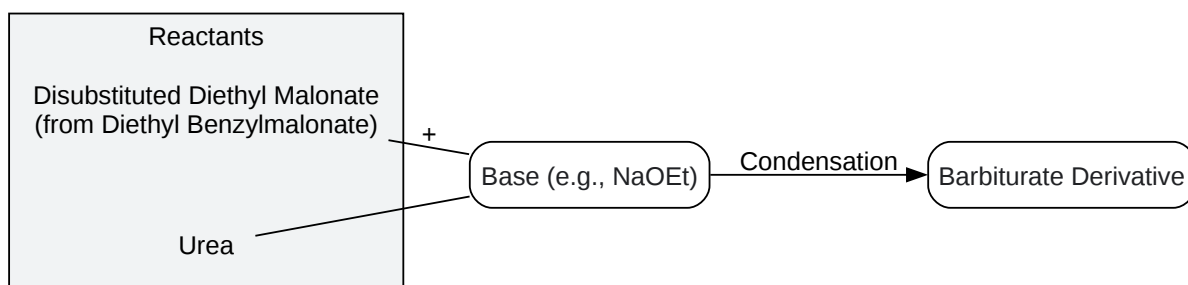 Reactants
Disubstituted Diethyl Malonate
(from Diethyl Benzylmalonate)
+
Urea
Base (e.g., NaOEt)
Condensation
Barbiturate Derivative